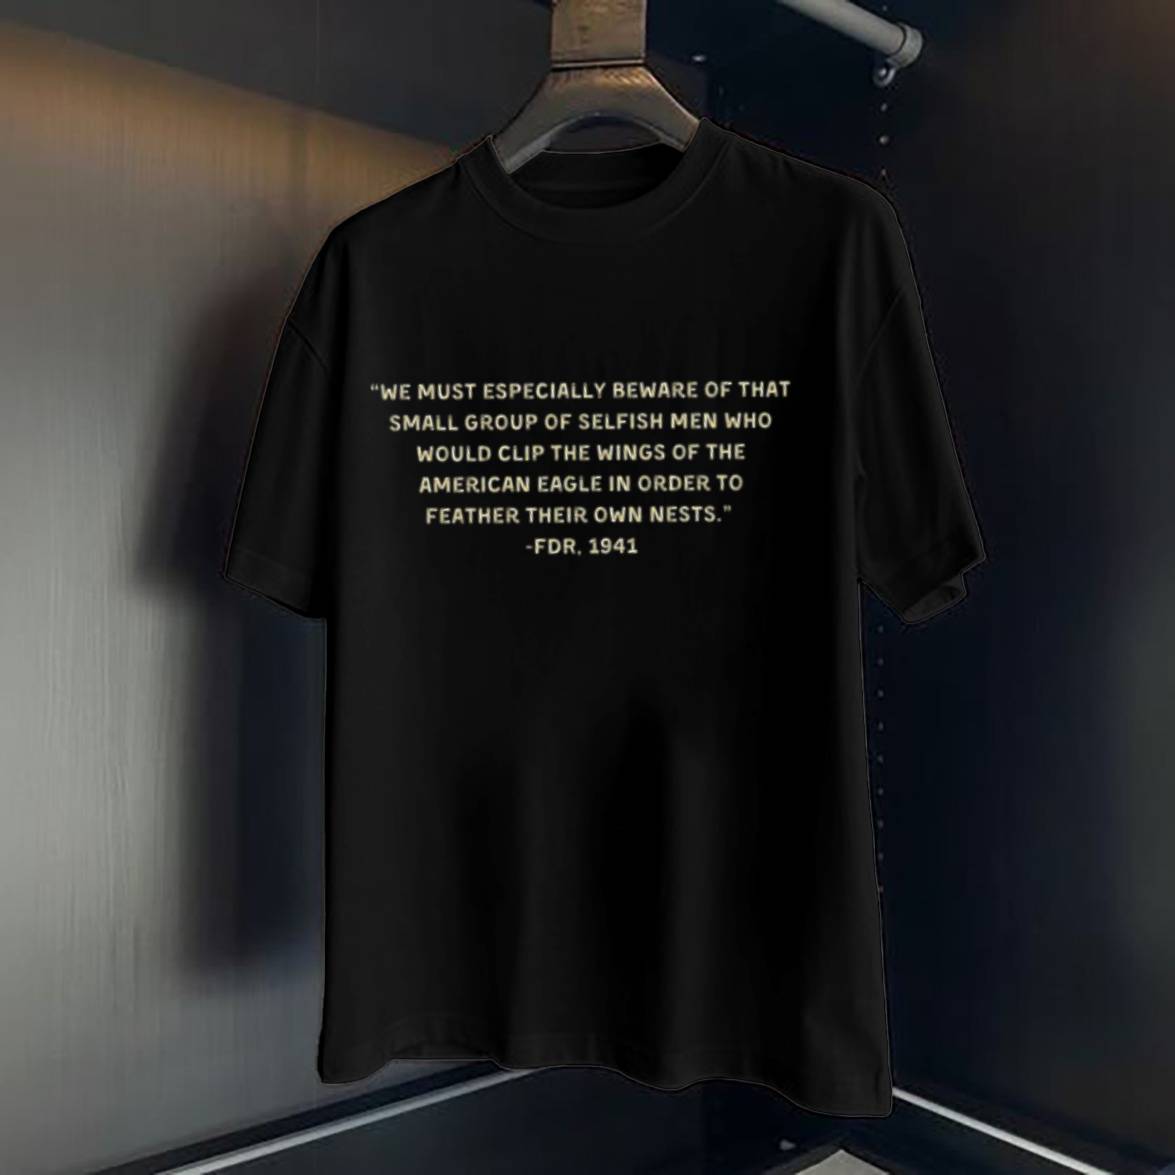 “WE MUST ESPECIALLY BEWARE OF THAT
SMALL GROUP OF SELFISH MEN WHO
WOULD CLIP THE WINGS OF THE
AMERICAN EAGLE IN ORDER TO
FEATHER THEIR OWN NESTS.”
-FDR, 1941